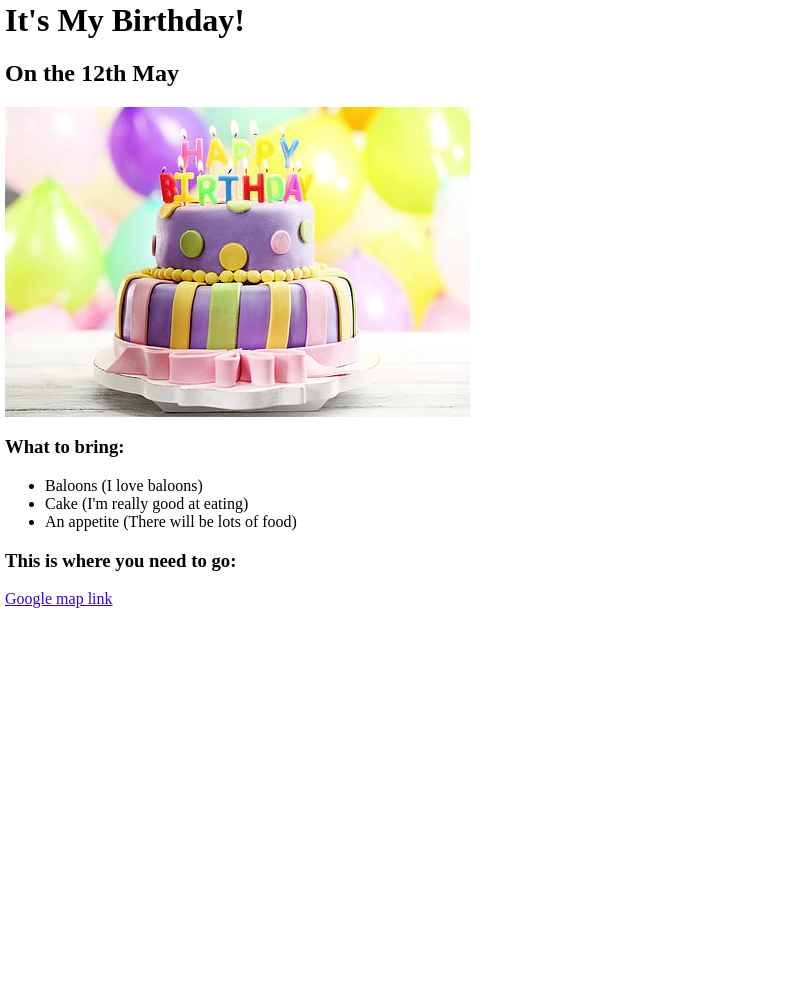 It's My Birthday!
On the 12th May
HAPPY
BIRTHDAY
What to bring:
Baloons (I love baloons)
Cake (I'm really good at eating)
An appetite (There will be lots of food)
This is where you need to go:
Google map link